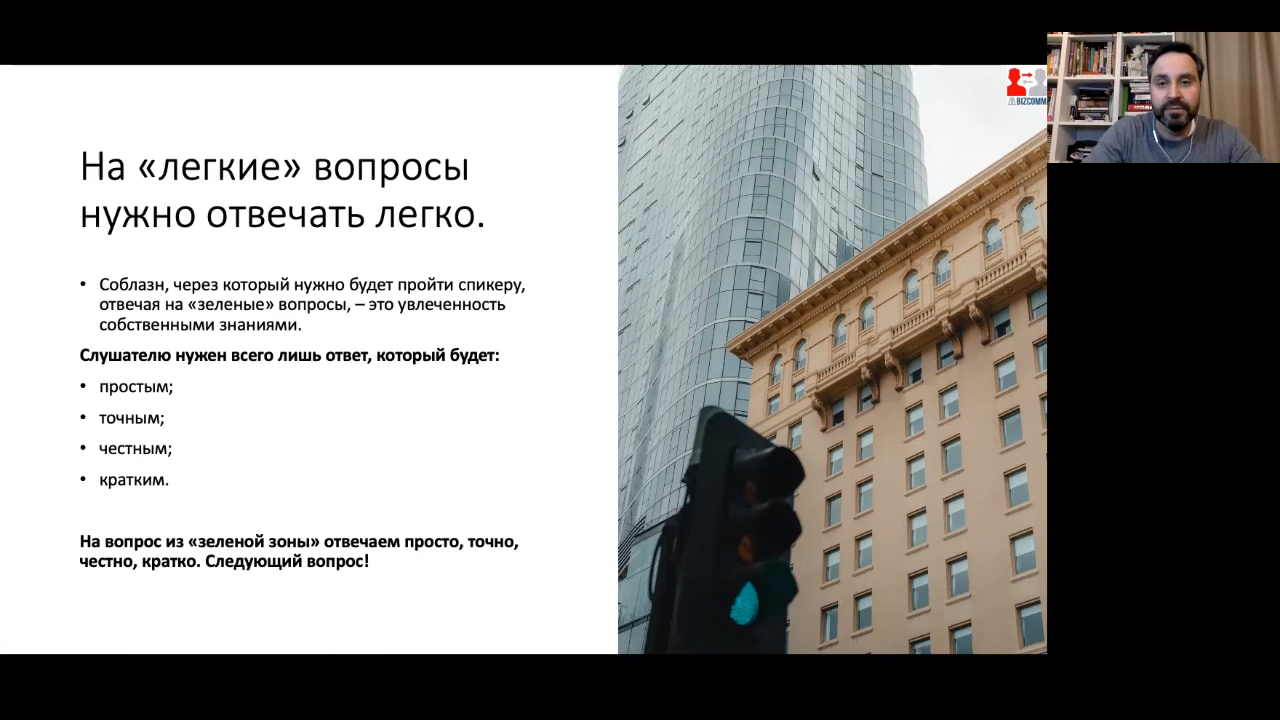 На «легкие» вопросы
нужно отвечать легко.
• Соблазн, через который нужно будет пройти спикеру,
отвечая на «зеленые» вопросы, – это увлеченность
собственными знаниями.
Слушателю нужен всего лишь ответ, который будет:
• простым;
• точным;
• честным;
• кратким.
На вопрос из «зеленой зоны» отвечаем просто, точно,
честно, кратко. Следующий вопрос!
BIZCOMM